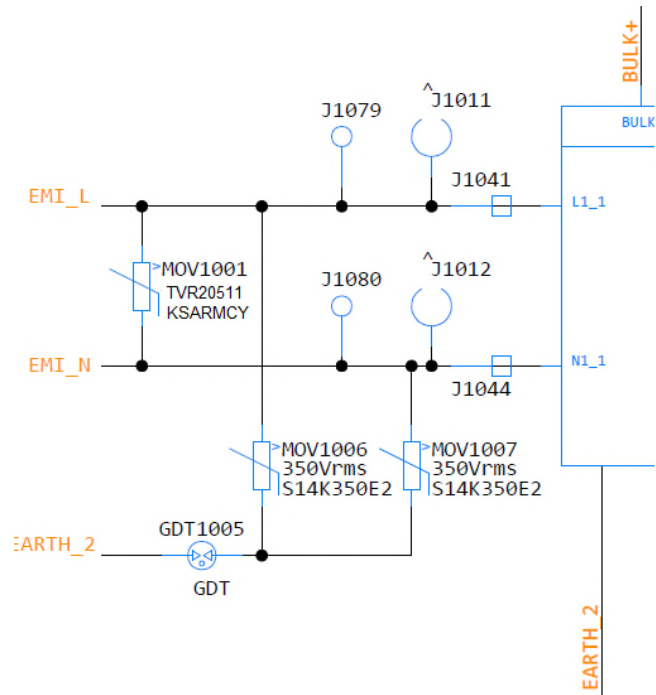 BULK+
J1079
^J1011
BULK
EMI_L
J1041
L1_1
MOV1001
TVR20511
KSARMCY
J1080
^J1012
EMI_N
J1044
N1_1
MOV1006
350Vrms
S14K350E2
MOV1007
350Vrms
S14K350E2
GDT1005
EARTH_2
GDT
EARTH_2